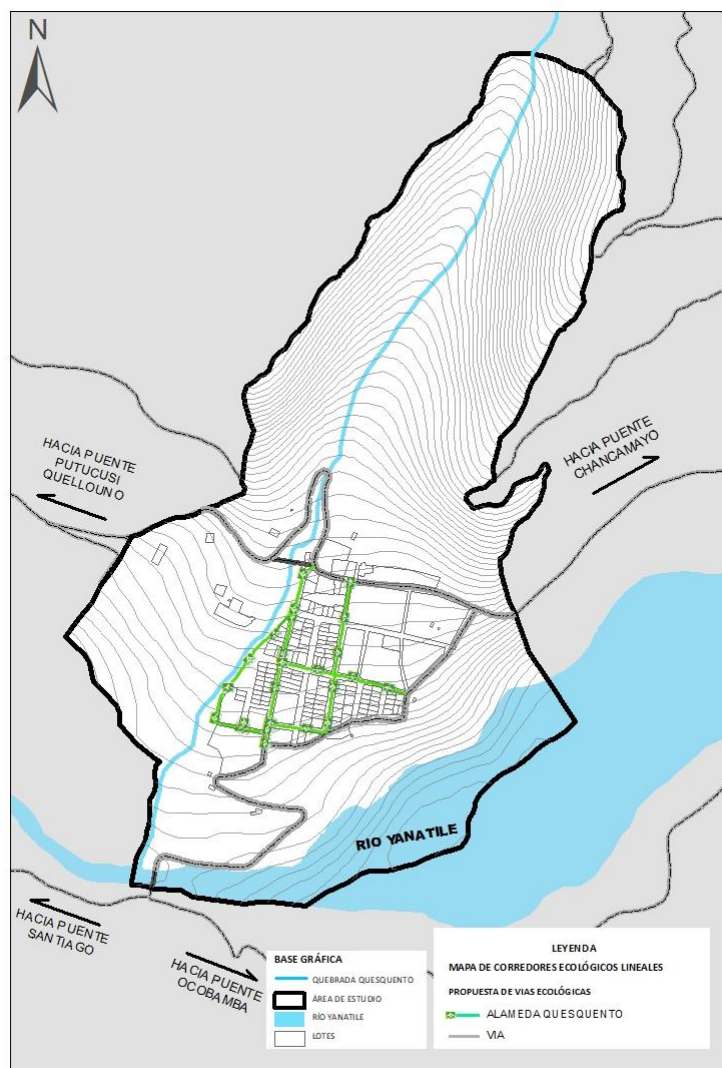 N
HACIA PUENTE
PUTUCUSI
QUELLOUNO
HACIA PUENTE
CHANCAMAYO
RIO YANATILE
HACIA PUENTE
SANTIAGO
HACIA PUENTE
OCOBAMBA
BASE GRÁFICA
QUEBRADA QUESQUENTO
ÁREA DE ESTUDIO
RÍO YANATILE
LOTES
LEYENDA
MAPA DE CORREDORES ECOLÓGICOS LINEALES
PROPUESTA DE VIAS ECOLÓGICAS
ALAMEDA QUESQUENTO
VIA